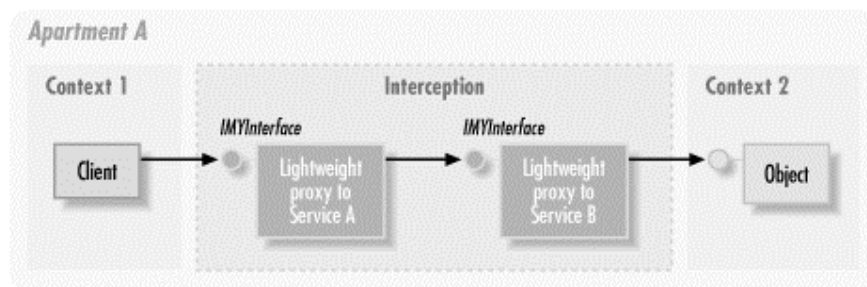 Apartment A
Context 1
Interception
Context 2
IMYInterface
IMYInterface
Client
Lightweight
proxy to
Service A
Lightweight
proxy to
Service B
Object